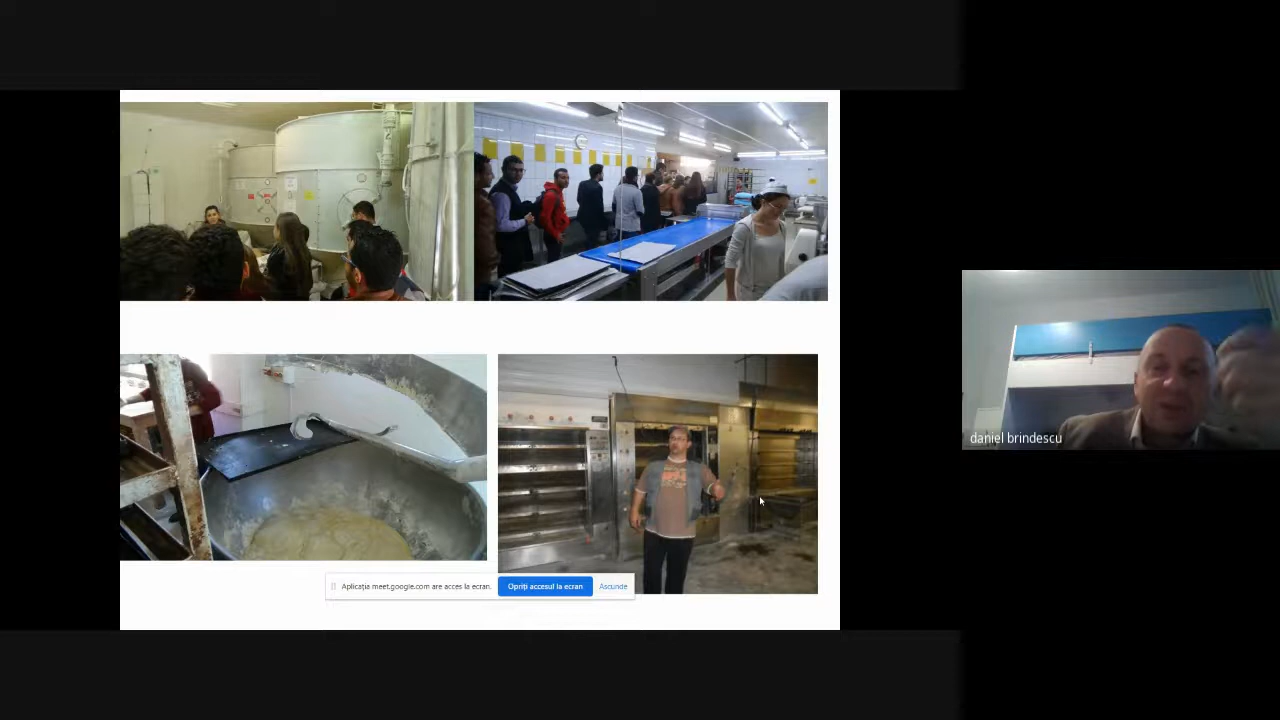 daniel brindescu
Aplicația meet.google.com are acces la ecran. Opriți accesul la ecran Ascunde